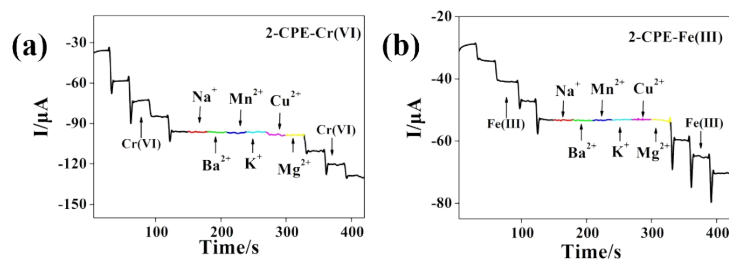 (a)
2-CPE-Cr(VI)
I/μA
-30
-60
-90
-120
-150
Na⁺
Mn²⁺
Cu²⁺
Cr(VI)
Cr(VI)
Ba²⁺
K⁺
Mg²⁺
100
200
300
400
Time/s
(b)
2-CPE-Fe(III)
I/μA
-20
-40
-60
-80
Na⁺
Mn²⁺
Cu²⁺
Fe(III)
Fe(III)
Ba²⁺
K⁺
Mg²⁺
100
200
300
400
Time/s